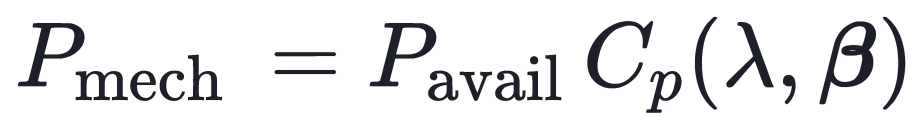 P_mech = P_avail C_p(λ, β)